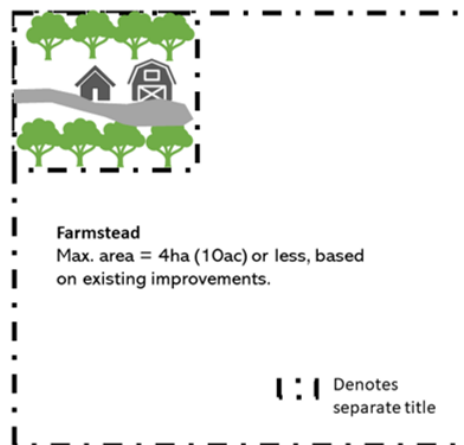 Farmstead
Max. area = 4ha (10ac) or less, based
on existing improvements.
Denotes
separate title